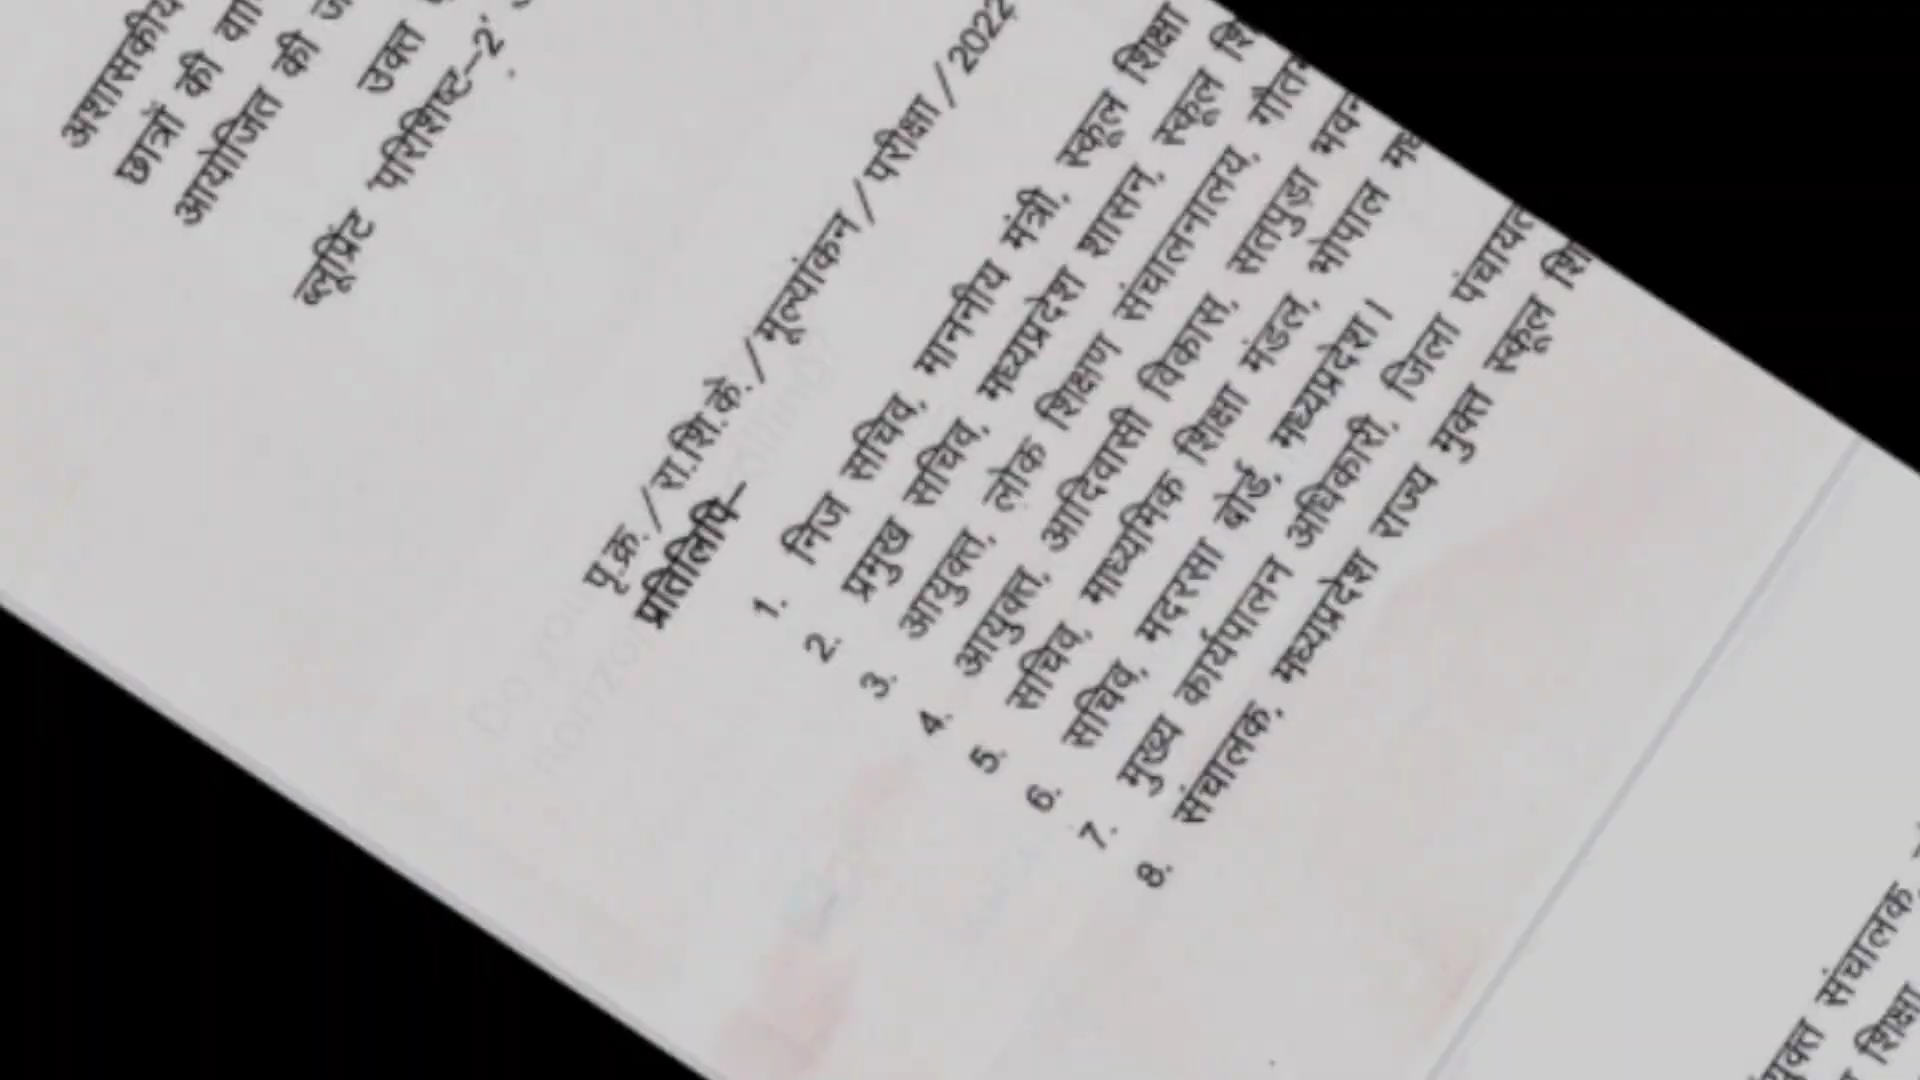 अशासकीय
छात्रों की
आयोजित की
उक्त
ब्लूप्रिंट 'परिशिष्ट–2'
पृ.क्र. / रा.शि.के. / मूल्यांकन / परीक्षा / 2022
प्रतिलिपि–
1. निज सचिव, माननीय मंत्री, स्कूल शिक्षा
2. प्रमुख सचिव, मध्यप्रदेश शासन, स्कूल
3. आयुक्त, लोक शिक्षण संचालनालय,
4. आयुक्त, आदिवासी विकास, सतपुड़ा भवन
5. सचिव, माध्यमिक शिक्षा मंडल, भोपाल
6. सचिव, मदरसा बोर्ड, मध्यप्रदेश।
7. मुख्य कार्यपालन अधिकारी, जिला पंचायत
8. संचालक, मध्यप्रदेश राज्य मुक्त स्कूल
संचालक,
शिक्षा